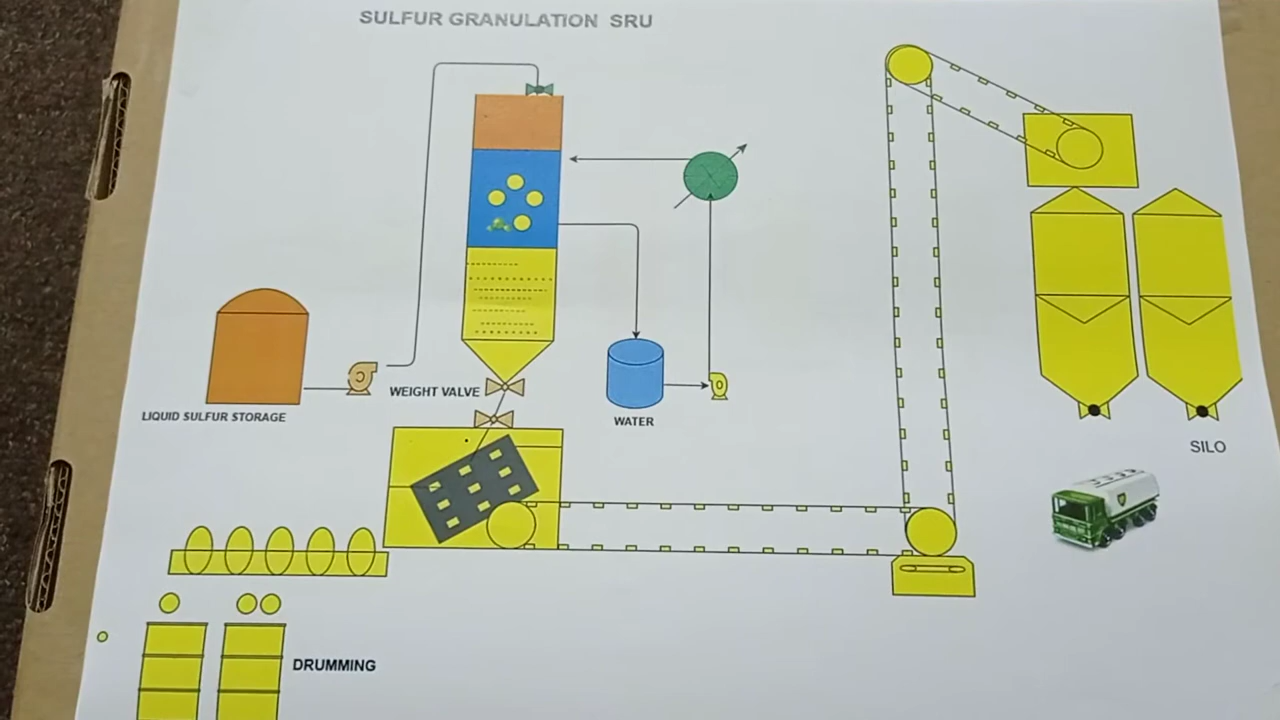 SULFUR GRANULATION SRU
WEIGHT VALVE
LIQUID SULFUR STORAGE
WATER
SILO
DRUMMING